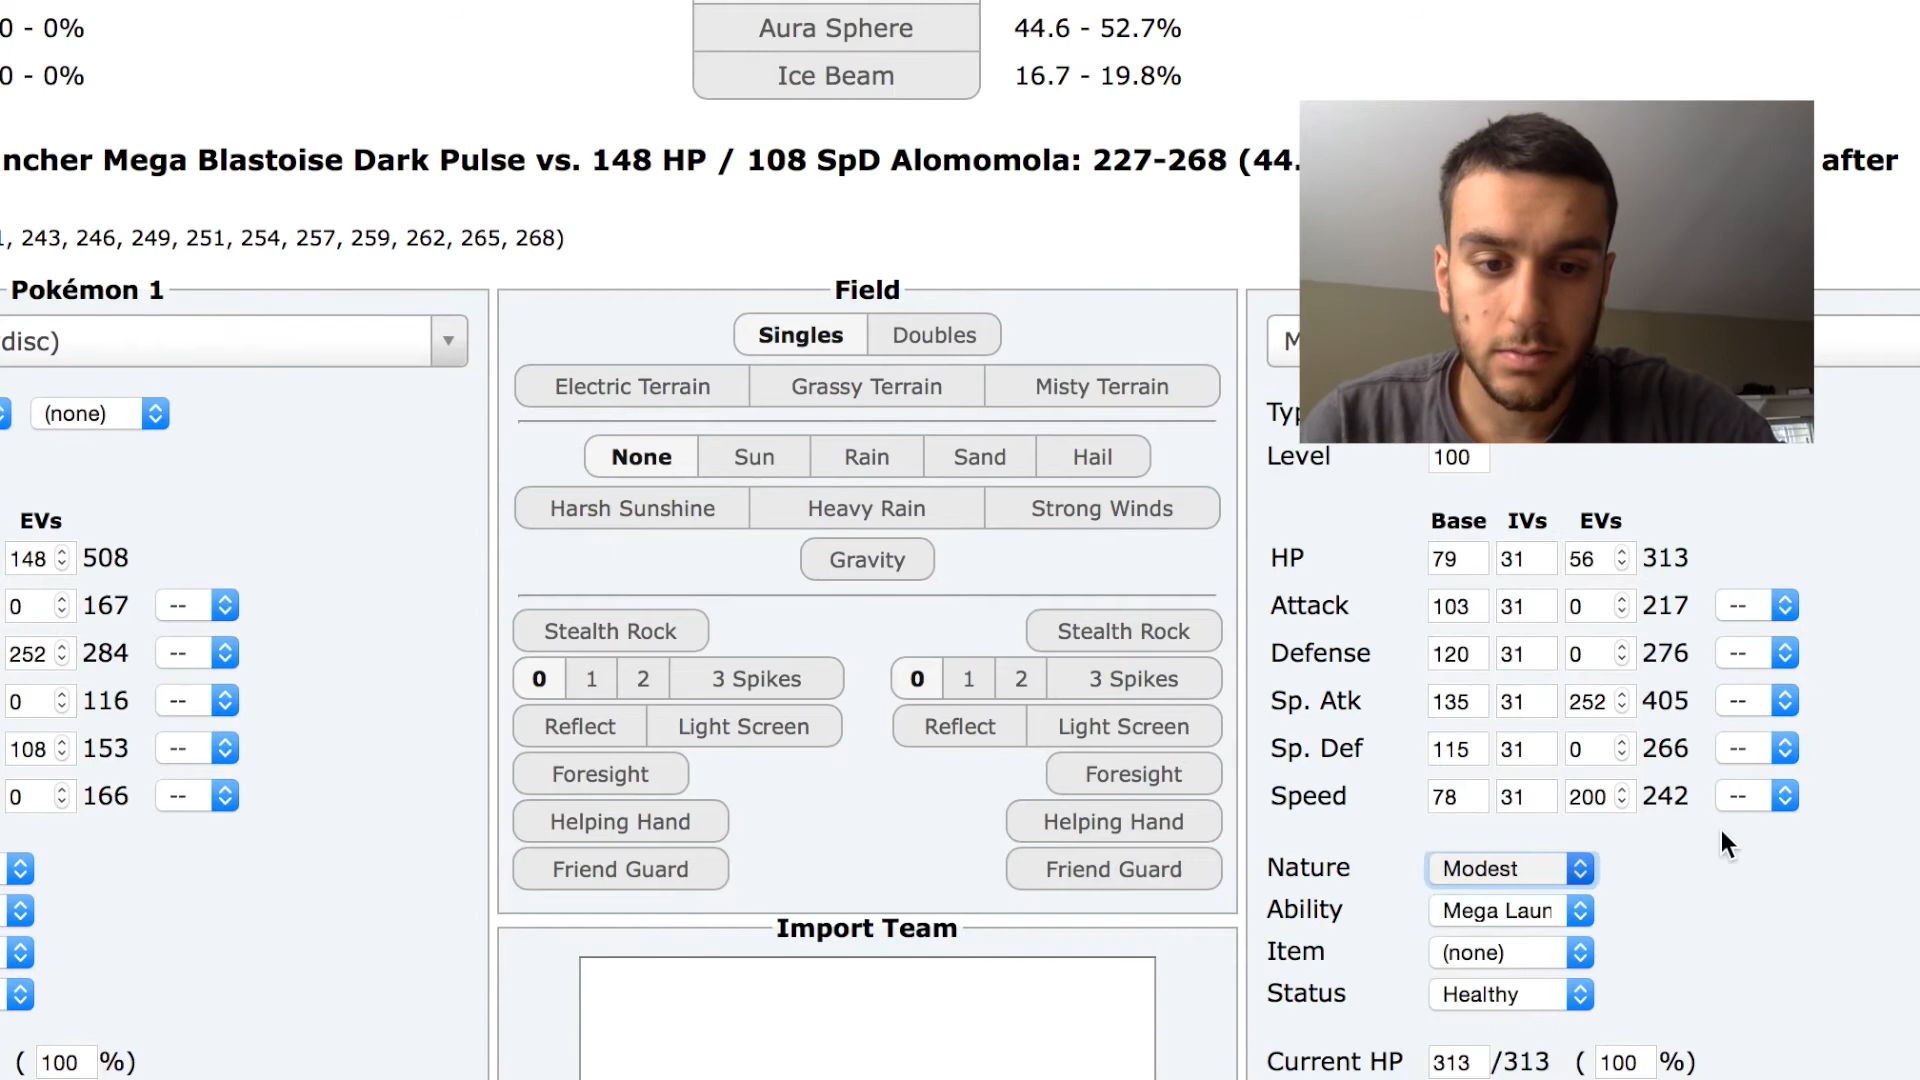 0 - 0%
Aura Sphere 44.6 - 52.7%
0 - 0%
Ice Beam 16.7 - 19.8%
ncher Mega Blastoise Dark Pulse vs. 148 HP / 108 SpD Alomomola: 227-268 (44. after
, 243, 246, 249, 251, 254, 257, 259, 262, 265, 268)
Pokémon 1
disc)
(none)
EVs
148 508
0 167 --
252 284 --
0 116 --
108 153 --
0 166 --
( 100 %)
Field
Singles Doubles
Electric Terrain Grassy Terrain Misty Terrain
None Sun Rain Sand Hail
Harsh Sunshine Heavy Rain Strong Winds
Gravity
Stealth Rock Stealth Rock
0 1 2 3 Spikes 0 1 2 3 Spikes
Reflect Light Screen Reflect Light Screen
Foresight Foresight
Helping Hand Helping Hand
Friend Guard Friend Guard
Import Team
Level 100
Base IVs EVs
HP 79 31 56 313
Attack 103 31 0 217 --
Defense 120 31 0 276 --
Sp. Atk 135 31 252 405 --
Sp. Def 115 31 0 266 --
Speed 78 31 200 242 --
Nature Modest
Ability Mega Laun
Item (none)
Status Healthy
Current HP 313 /313 ( 100 %)